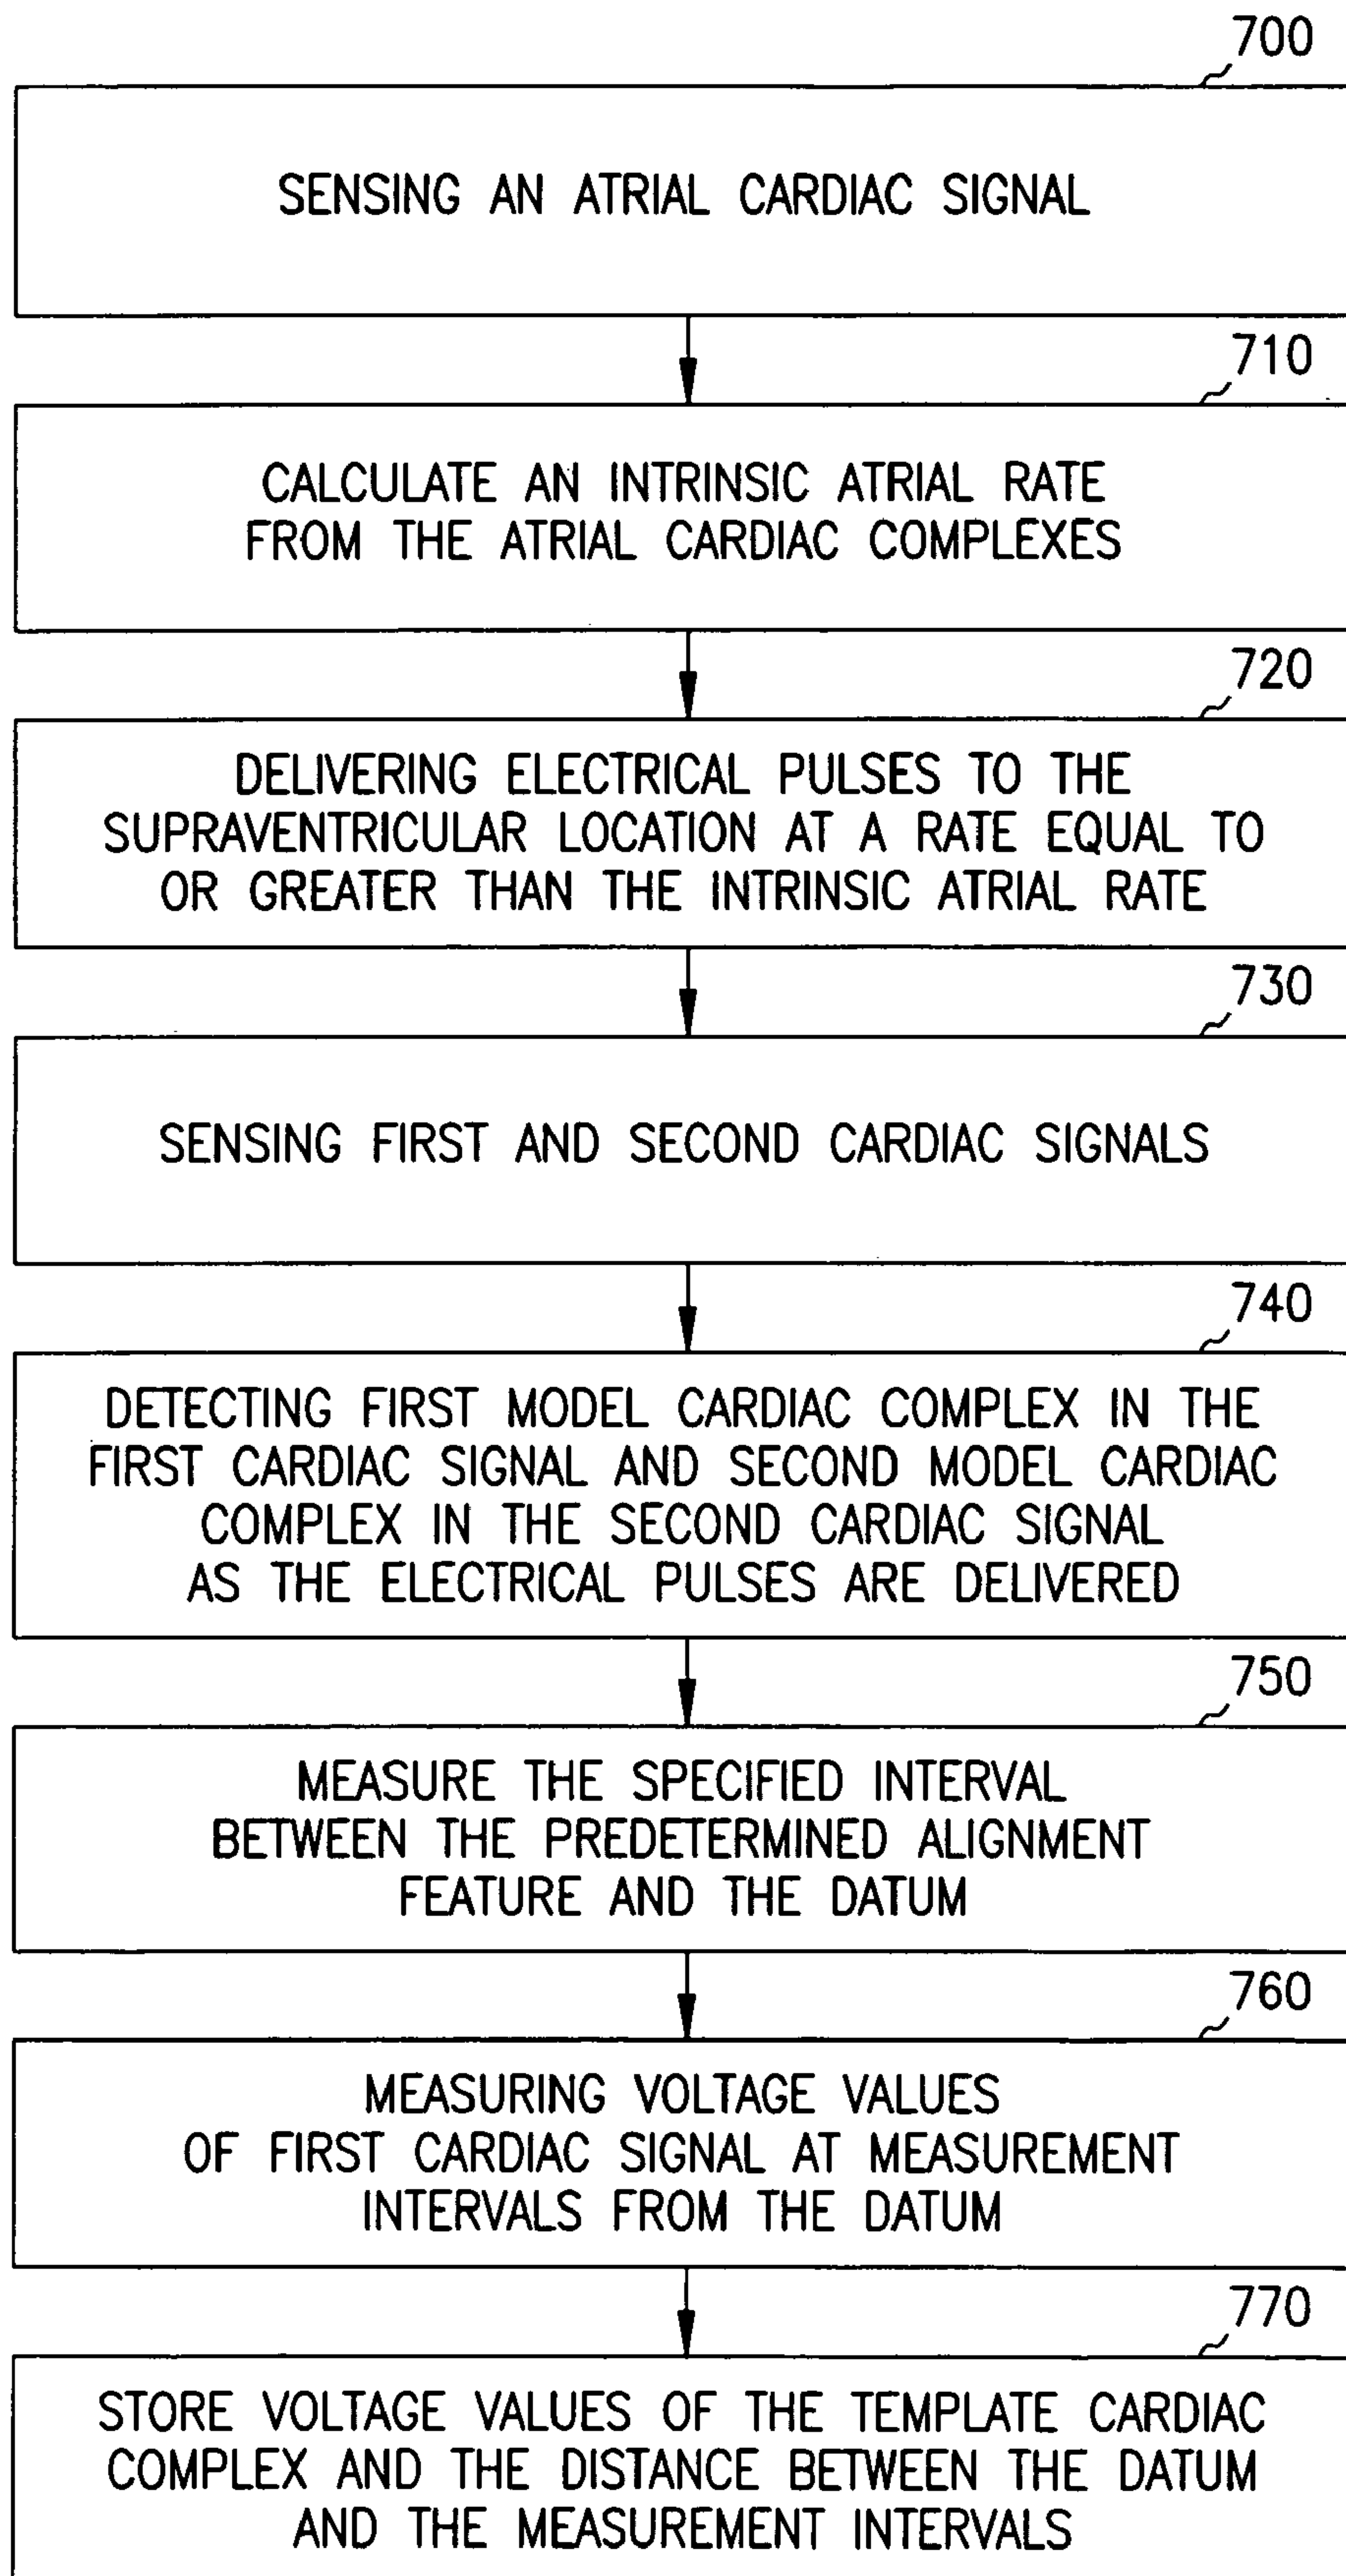 700
SENSING AN ATRIAL CARDIAC SIGNAL
710
CALCULATE AN INTRINSIC ATRIAL RATE
FROM THE ATRIAL CARDIAC COMPLEXES
720
DELIVERING ELECTRICAL PULSES TO THE
SUPRAVENTRICULAR LOCATION AT A RATE EQUAL TO
OR GREATER THAN THE INTRINSIC ATRIAL RATE
730
SENSING FIRST AND SECOND CARDIAC SIGNALS
740
DETECTING FIRST MODEL CARDIAC COMPLEX IN THE
FIRST CARDIAC SIGNAL AND SECOND MODEL CARDIAC
COMPLEX IN THE SECOND CARDIAC SIGNAL
AS THE ELECTRICAL PULSES ARE DELIVERED
750
MEASURE THE SPECIFIED INTERVAL
BETWEEN THE PREDETERMINED ALIGNMENT
FEATURE AND THE DATUM
760
MEASURING VOLTAGE VALUES
OF FIRST CARDIAC SIGNAL AT MEASUREMENT
INTERVALS FROM THE DATUM
770
STORE VOLTAGE VALUES OF THE TEMPLATE CARDIAC
COMPLEX AND THE DISTANCE BETWEEN THE DATUM
AND THE MEASUREMENT INTERVALS